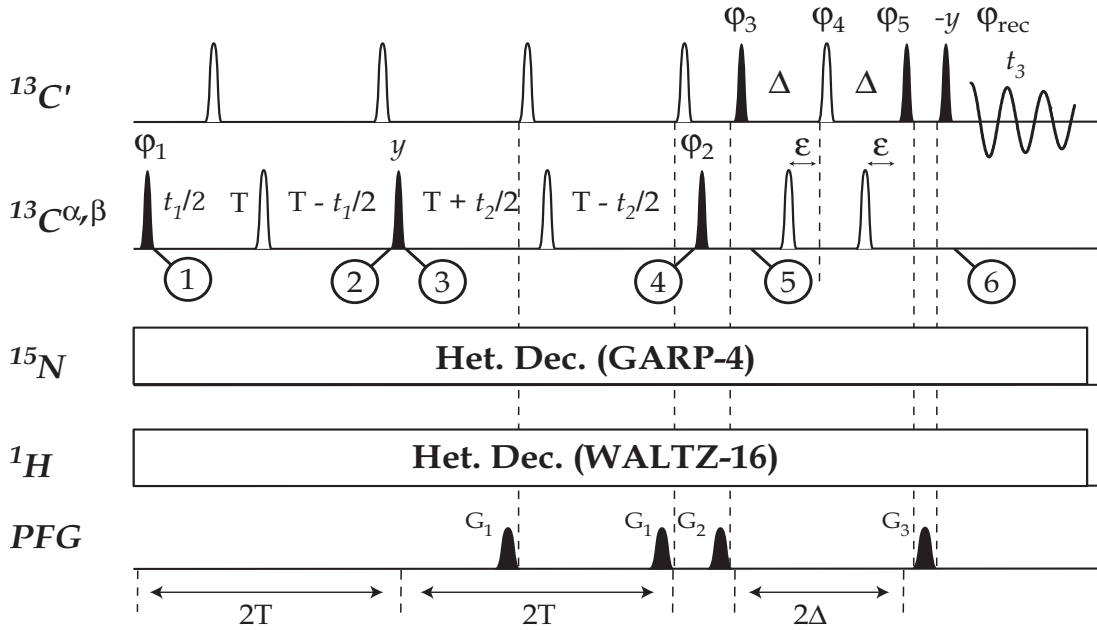 φ3 φ4 φ5 -y φrec
13C' Δ Δ t3
φ1 y φ2 ε ε
13Cα,β t1/2 T T - t1/2 T + t2/2 T - t2/2
1 2 3 4 5 6
15N Het. Dec. (GARP-4)
1H Het. Dec. (WALTZ-16)
PFG G1 G1 G2 G3
2T 2T 2Δ